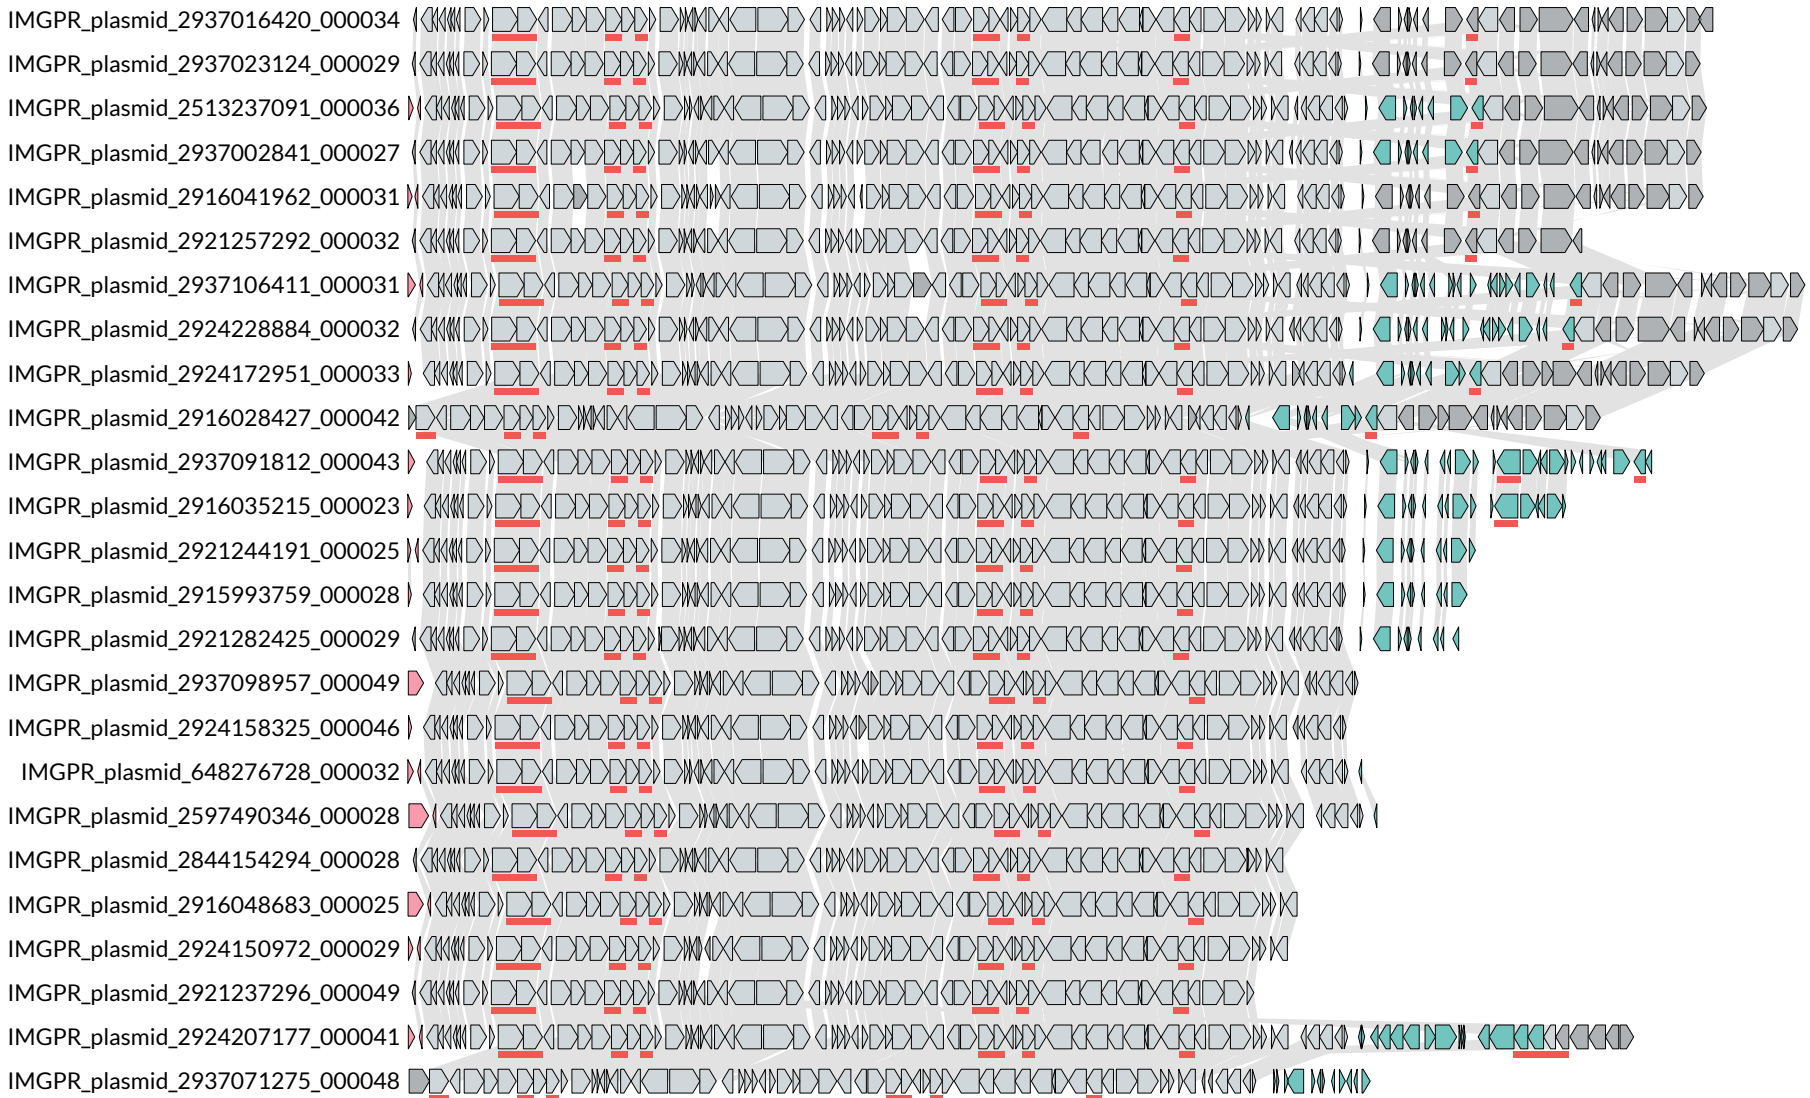 IMGPR_plasmid_2937016420_000034
IMGPR_plasmid_2937023124_000029
IMGPR_plasmid_2513237091_000036
IMGPR_plasmid_2937002841_000027
IMGPR_plasmid_2916041962_000031
IMGPR_plasmid_2921257292_000032
IMGPR_plasmid_2937106411_000031
IMGPR_plasmid_2924228884_000032
IMGPR_plasmid_2924172951_000033
IMGPR_plasmid_2916028427_000042
IMGPR_plasmid_2937091812_000043
IMGPR_plasmid_2916035215_000023
IMGPR_plasmid_2921244191_000025
IMGPR_plasmid_2915993759_000028
IMGPR_plasmid_2921282425_000029
IMGPR_plasmid_2937098957_000049
IMGPR_plasmid_2924158325_000046
IMGPR_plasmid_648276728_000032
IMGPR_plasmid_2597490346_000028
IMGPR_plasmid_2844154294_000028
IMGPR_plasmid_2916048683_000025
IMGPR_plasmid_2924150972_000029
IMGPR_plasmid_2921237296_000049
IMGPR_plasmid_2924207177_000041
IMGPR_plasmid_2937071275_000048